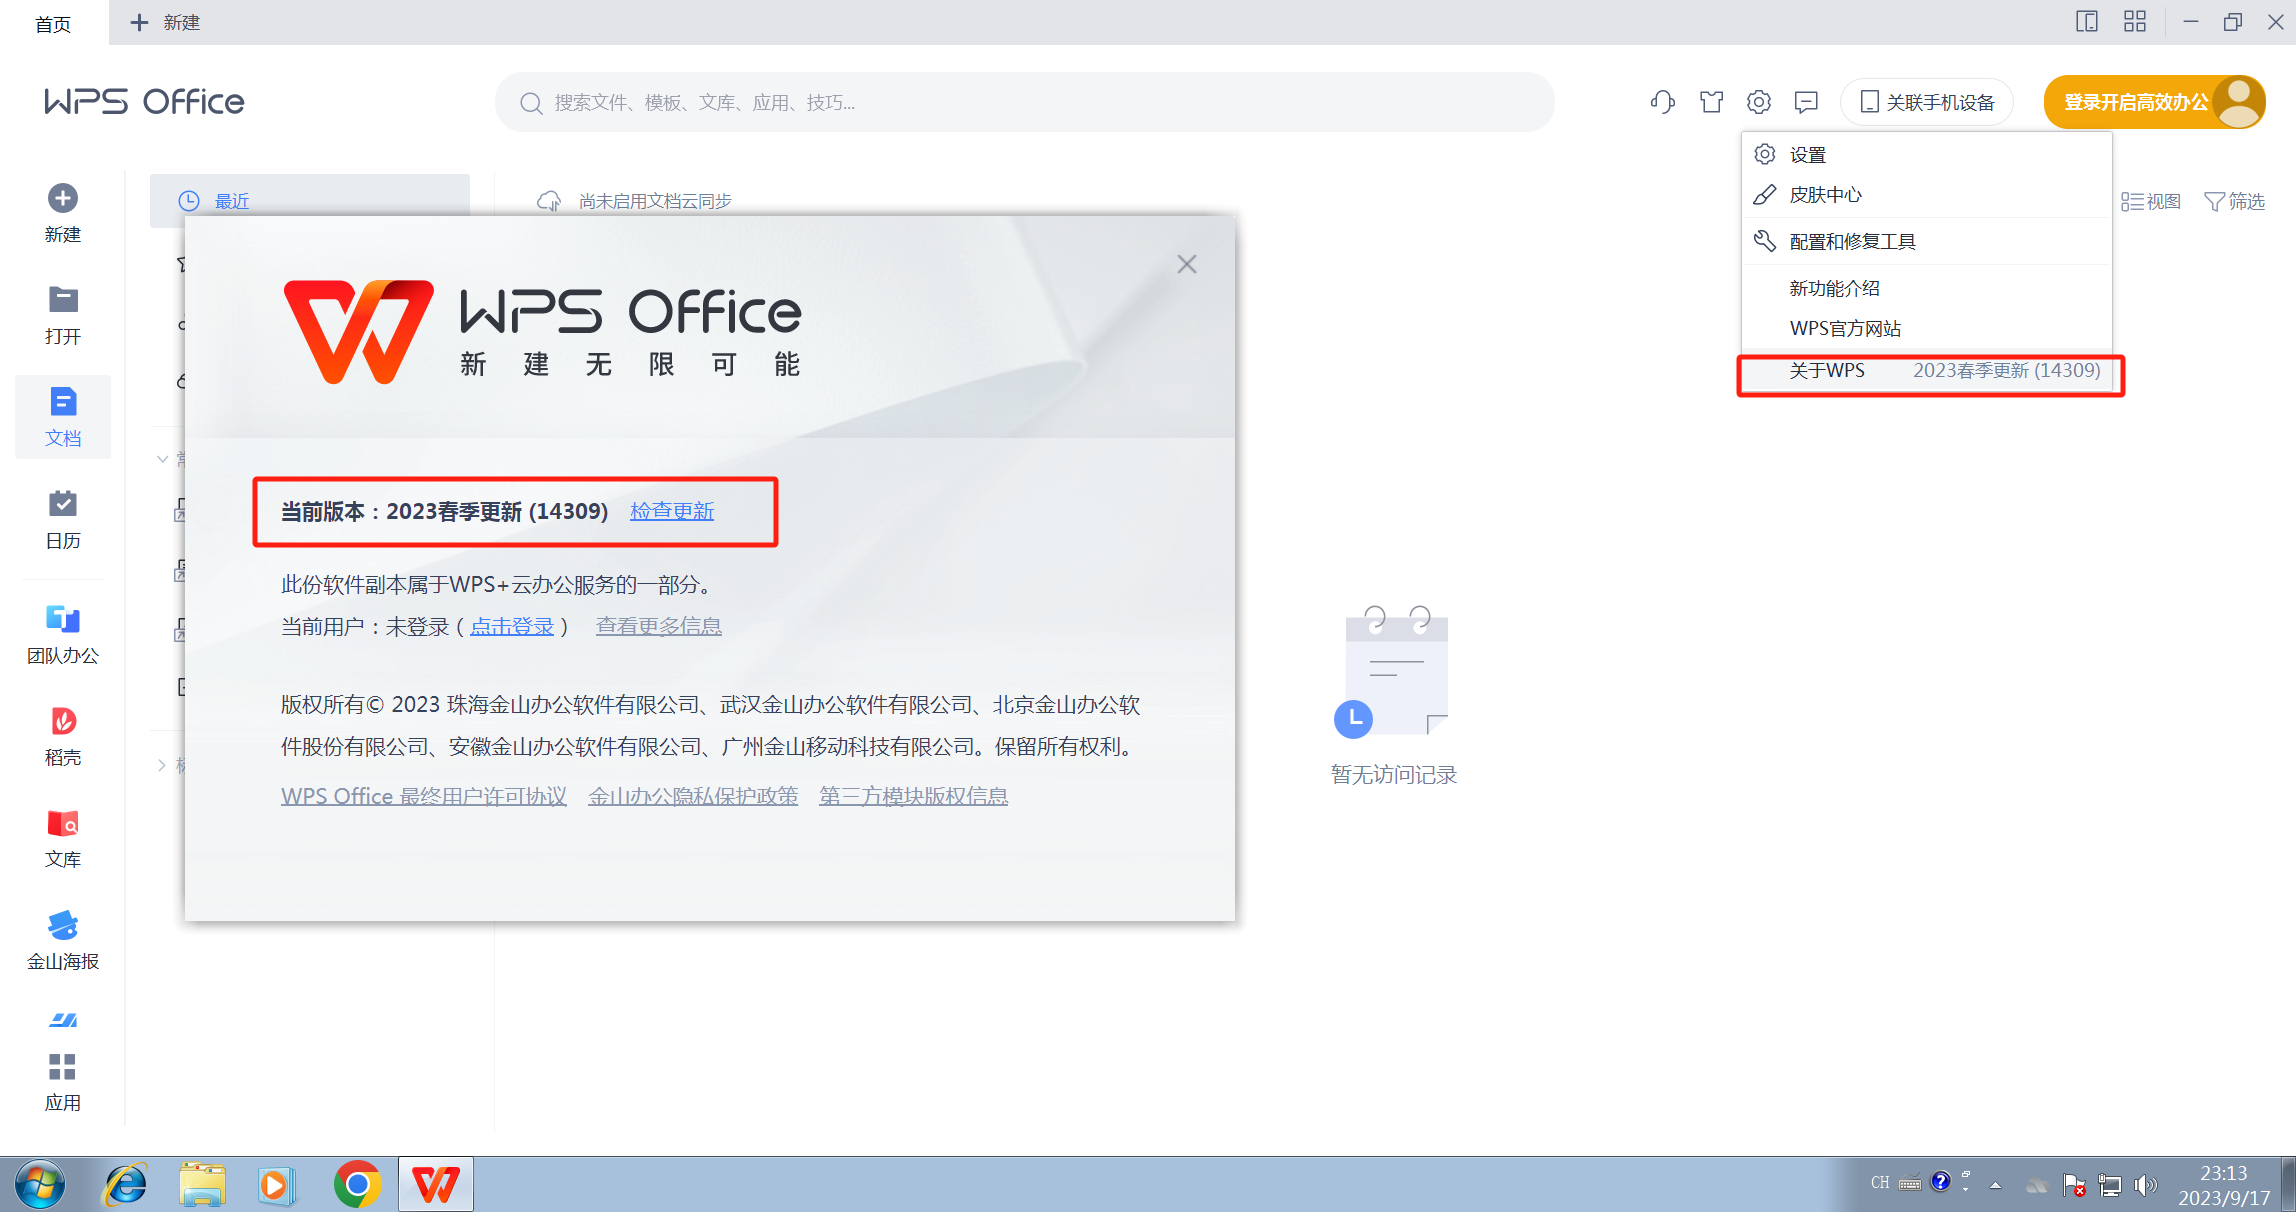 首页
新建
WPS Office
搜索文件、模板、文库、应用、技巧...
关联手机设备
登录开启高效办公
设置
皮肤中心
配置和修复工具
新功能介绍
WPS官方网站
关于WPS 2023春季更新 (14309)
视图
筛选
新建
打开
文档
日历
团队办公
稻壳
文库
金山海报
应用
最近
尚未启用文档云同步
WPS Office
新建无限可能
当前版本：2023春季更新 (14309) 检查更新
此份软件副本属于WPS+云办公服务的一部分。
当前用户：未登录（点击登录） 查看更多信息
版权所有© 2023 珠海金山办公软件有限公司、武汉金山办公软件有限公司、北京金山办公软
件股份有限公司、安徽金山办公软件有限公司、广州金山移动科技有限公司。保留所有权利。
WPS Office 最终用户许可协议 金山办公隐私保护政策 第三方模块版权信息
暂无访问记录
CH
23:13
2023/9/17